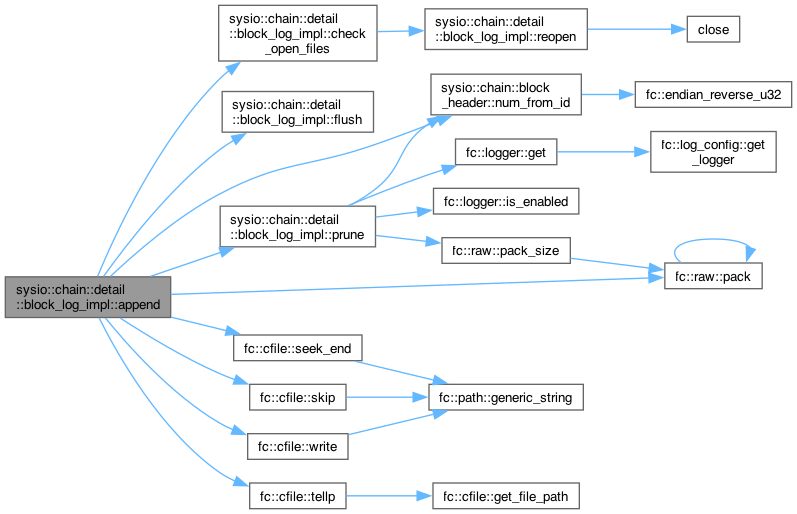 sysio::chain::detail
::block_log_impl::append
sysio::chain::detail
::block_log_impl::check
_open_files
sysio::chain::detail
::block_log_impl::reopen
close
sysio::chain::detail
::block_log_impl::flush
sysio::chain::block
_header::num_from_id
fc::endian_reverse_u32
sysio::chain::detail
::block_log_impl::prune
fc::logger::get
fc::log_config::get
_logger
fc::logger::is_enabled
fc::raw::pack_size
fc::raw::pack
fc::cfile::seek_end
fc::cfile::skip
fc::path::generic_string
fc::cfile::write
fc::cfile::tellp
fc::cfile::get_file_path